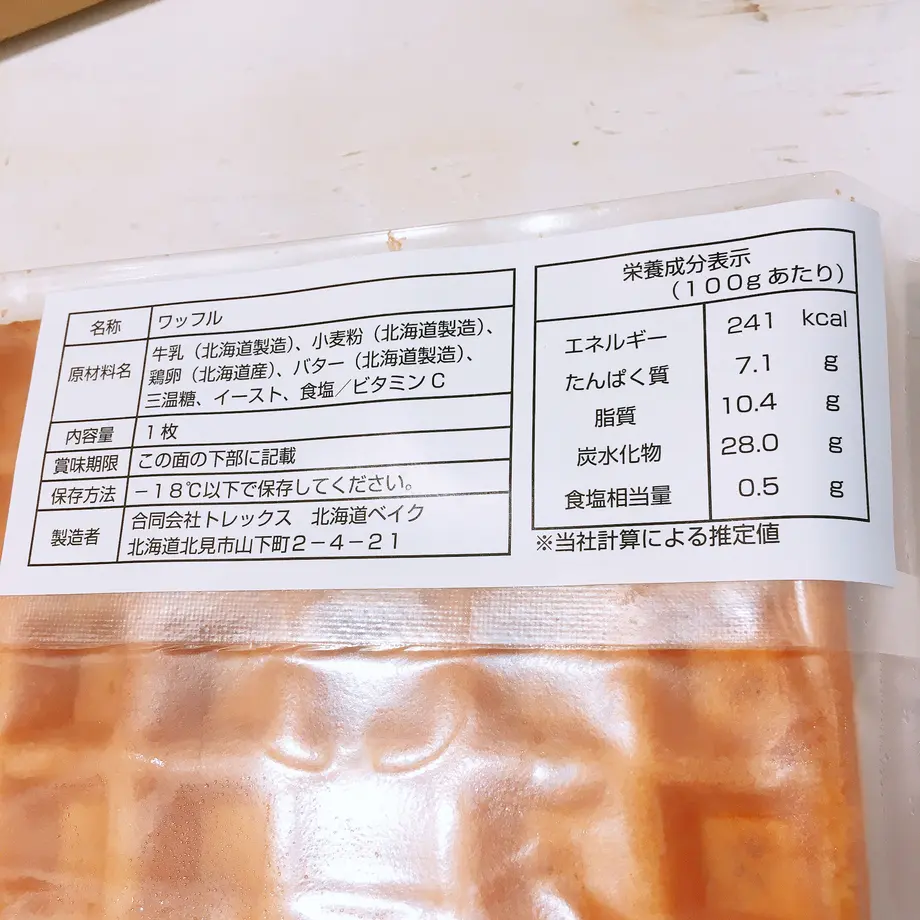 名称 ワッフル
原材料名 牛乳（北海道製造）、小麦粉（北海道製造）、
鶏卵（北海道産）、バター（北海道製造）、
三温糖、イースト、食塩／ビタミンC
内容量 1枚
賞味期限 この面の下部に記載
保存方法 −18℃以下で保存してください。
製造者 合同会社トレックス 北海道ベイク
北海道北見市山下町2−4−21
栄養成分表示
（100gあたり）
エネルギー 241 kcal
たんぱく質 7.1 g
脂質 10.4 g
炭水化物 28.0 g
食塩相当量 0.5 g
※当社計算による推定値